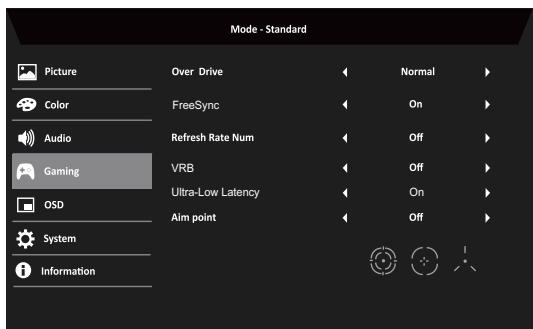 Mode - Standard
Picture
Over Drive Normal
Color
FreeSync On
Audio
Refresh Rate Num Off
Gaming
VRB Off
Ultra-Low Latency On
OSD
Aim point Off
System
Information